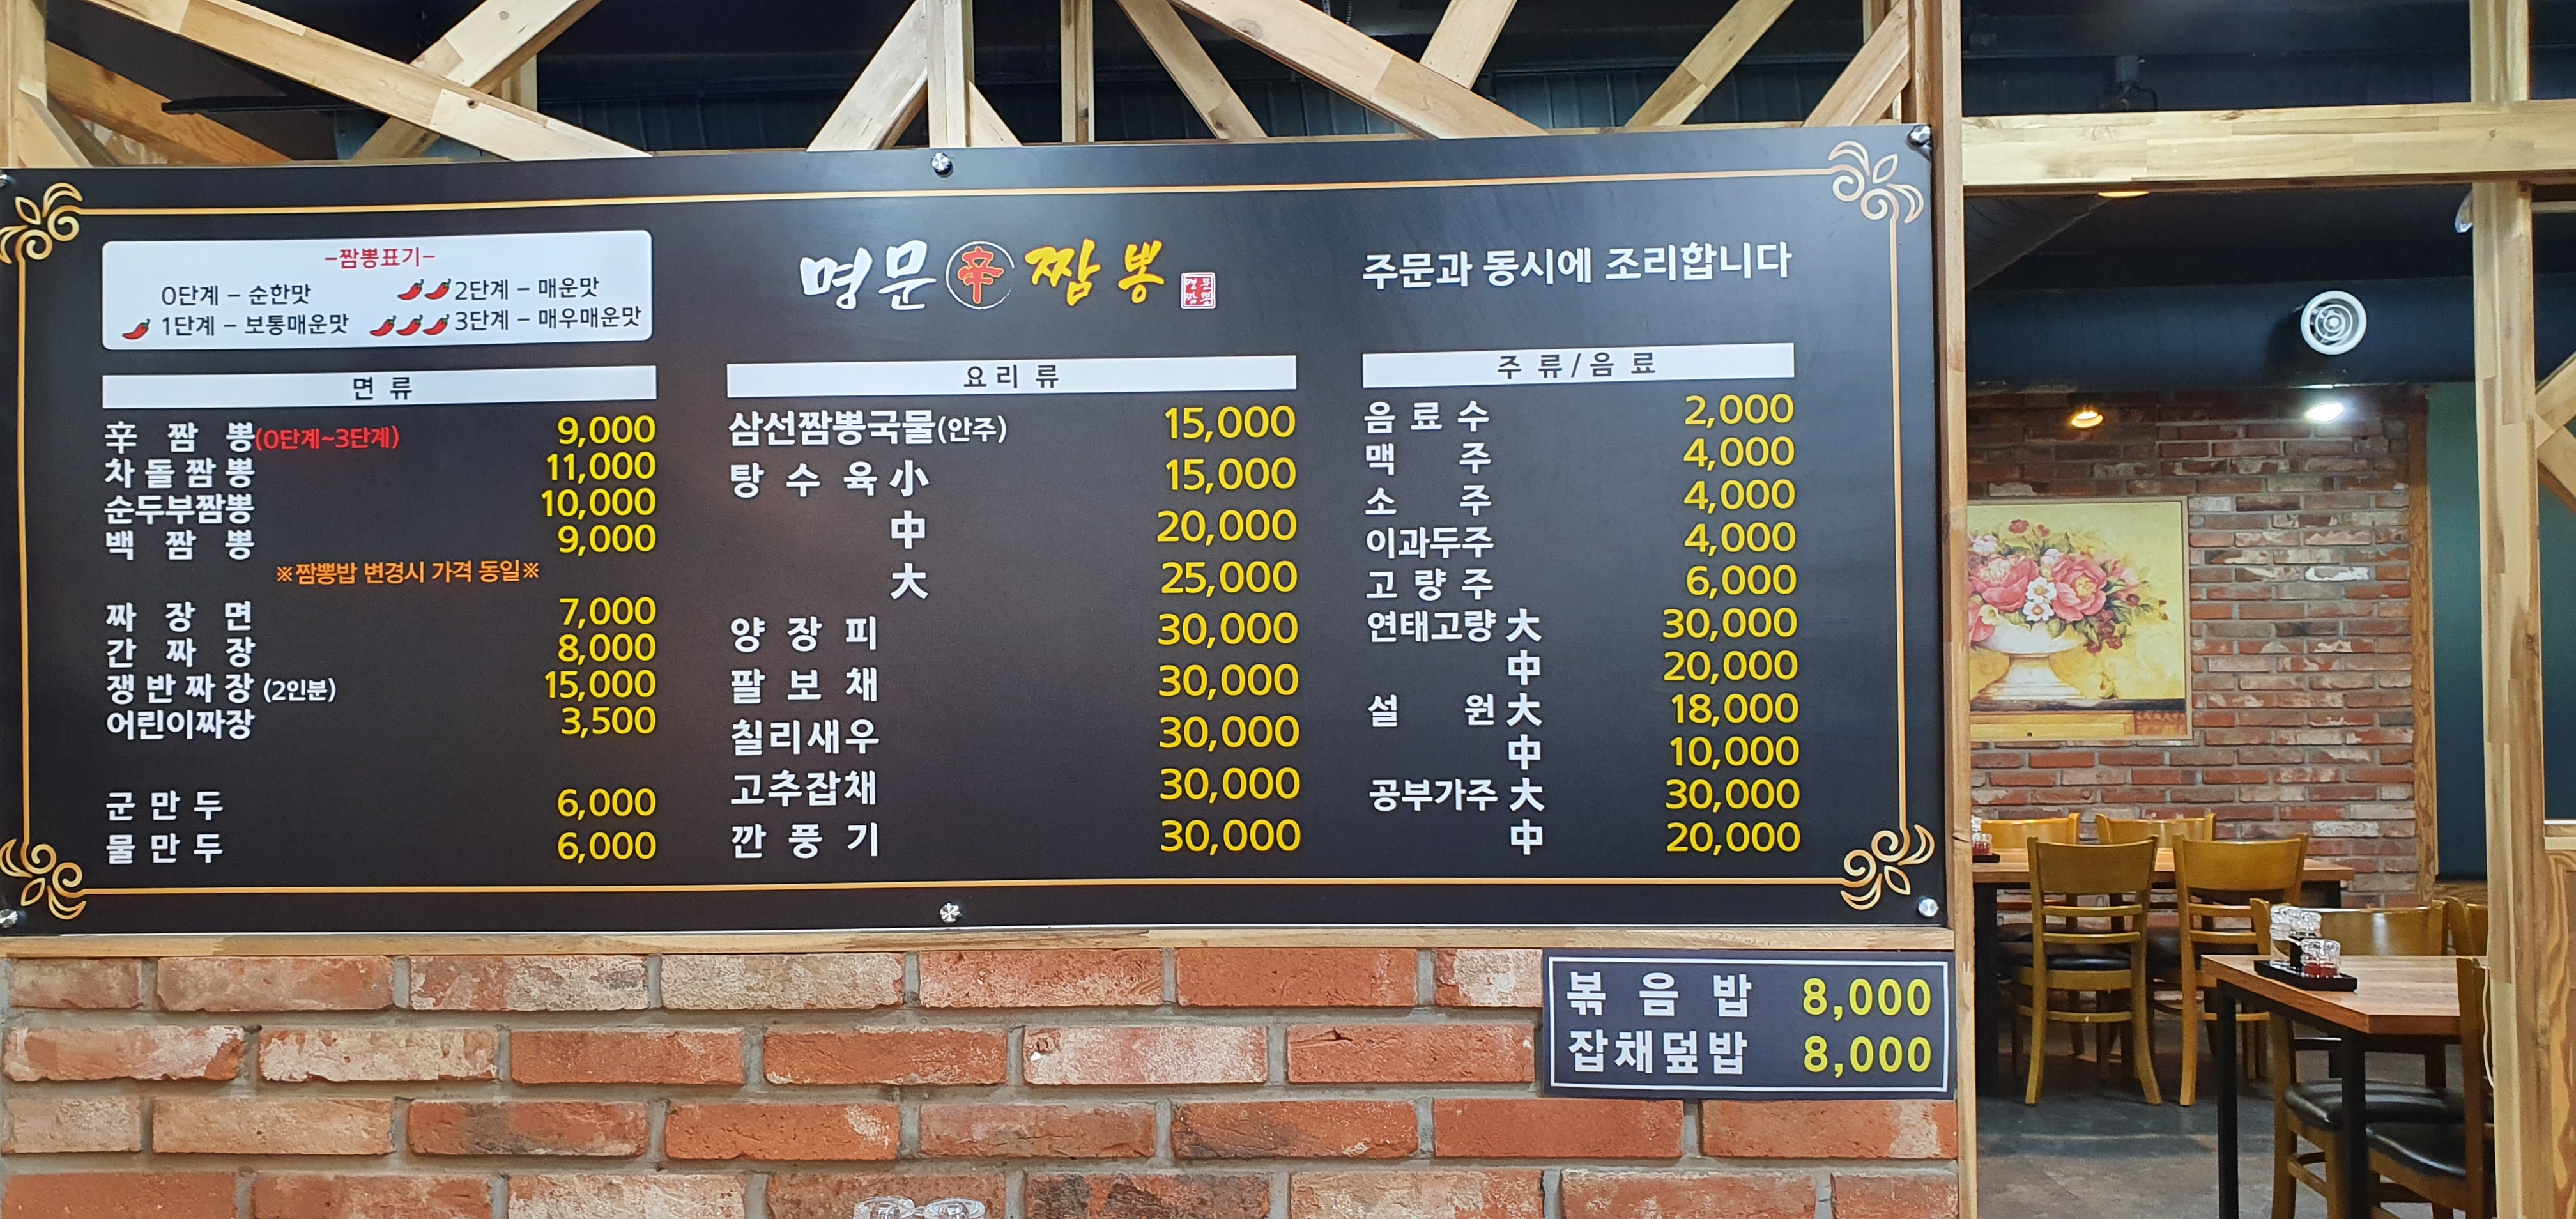 -짬뽕표기-
0단계 - 순한맛
2단계 - 매운맛
1단계 - 보통매운맛
3단계 - 매우매운맛
명문 辛 짬뽕
주문과 동시에 조리합니다
면 류
辛 짬 뽕(0단계~3단계) 9,000
차돌짬뽕 11,000
순두부짬뽕 10,000
백 짬 뽕 9,000
※짬뽕밥 변경시 가격 동일※
짜 장 면 7,000
간 짜 장 8,000
쟁반짜장 (2인분) 15,000
어린이짜장 3,500
군 만 두 6,000
물 만 두 6,000
요 리 류
삼선짬뽕국물(안주) 15,000
탕 수 육 小 15,000
中 20,000
大 25,000
양 장 피 30,000
팔 보 채 30,000
칠리새우 30,000
고추잡채 30,000
깐 풍 기 30,000
주 류 / 음 료
음 료 수 2,000
맥 주 4,000
소 주 4,000
이과두주 4,000
고 량 주 6,000
연태고량 大 30,000
中 20,000
설 원 大 18,000
中 10,000
공부가주 大 30,000
中 20,000
볶 음 밥 8,000
잡채덮밥 8,000